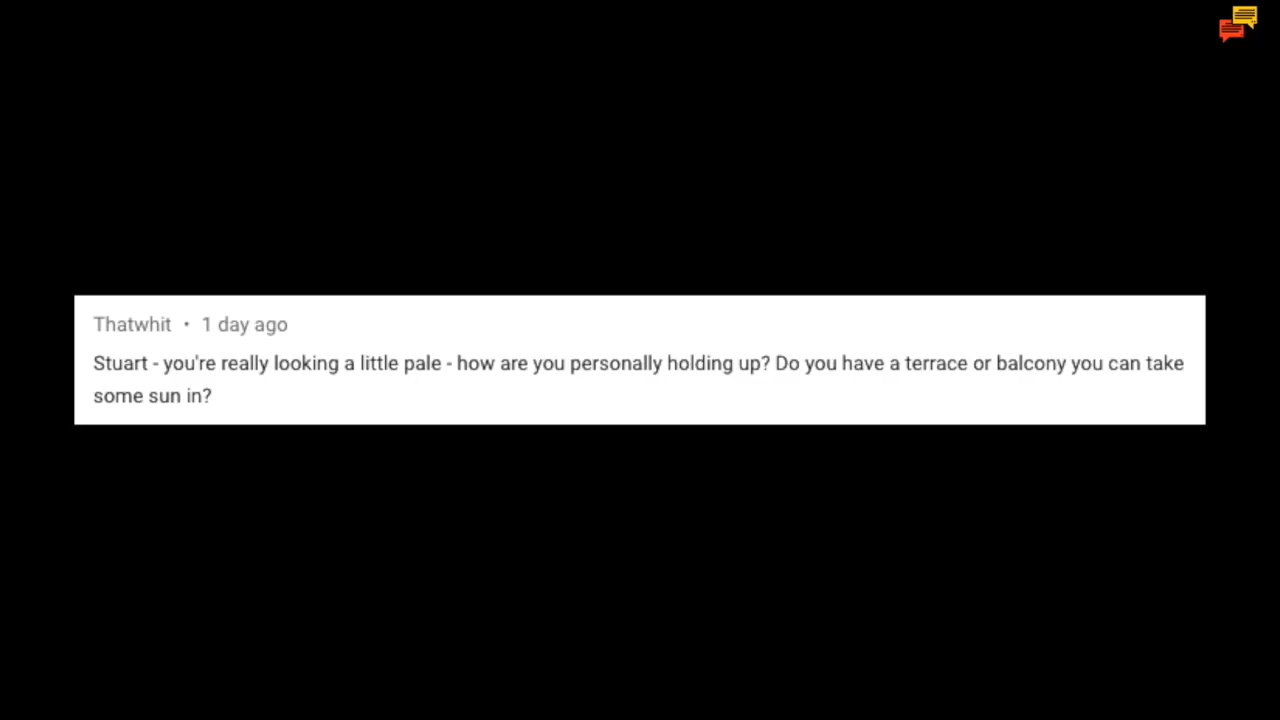 Thatwhit • 1 day ago
Stuart - you're really looking a little pale - how are you personally holding up? Do you have a terrace or balcony you can take
some sun in?